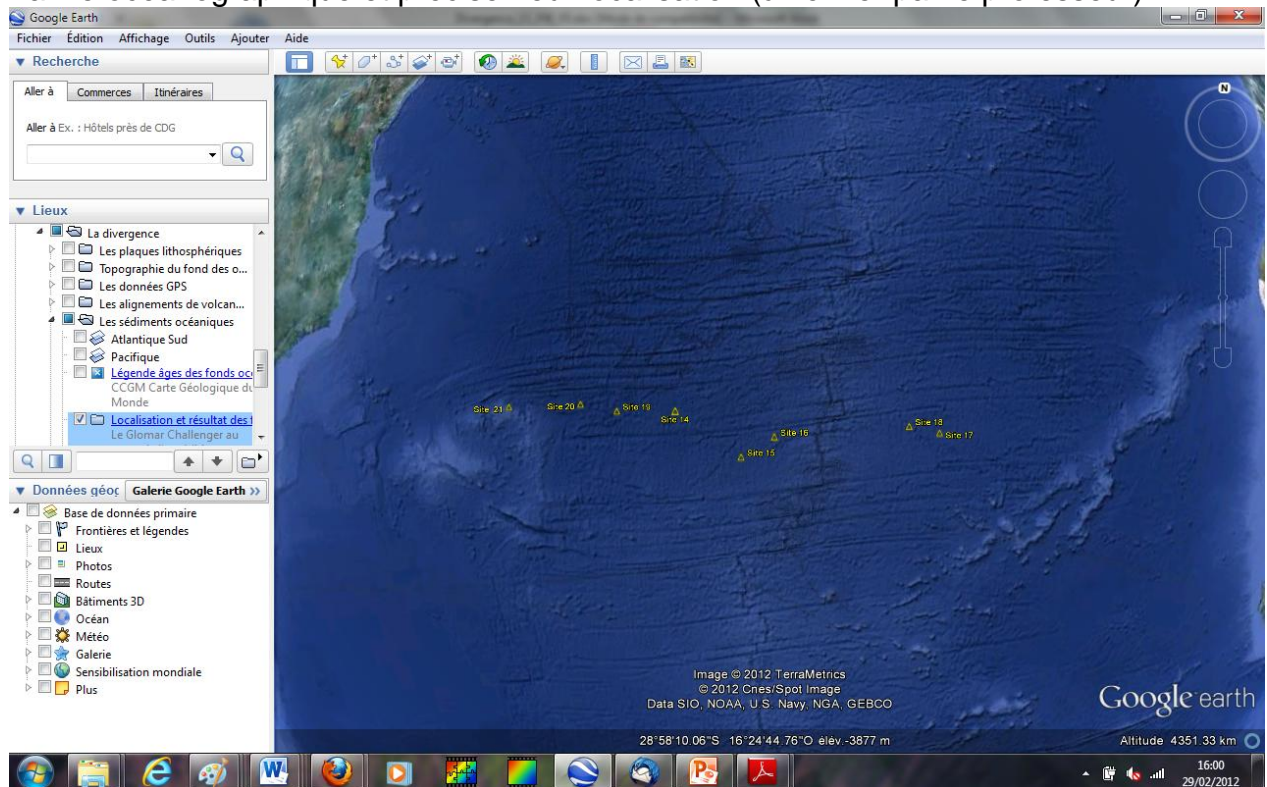 Google Earth
Fichier Édition Affichage Outils Ajouter Aide
Recherche
Aller à Commerces Itinéraires
Aller à Ex. : Hôtels près de CDG
Lieux
La divergence
Les plaques lithosphériques
Topographie du fond des o...
Les données GPS
Les alignements de volcan...
Les sédiments océaniques
Atlantique Sud
Pacifique
Légende âges des fonds oc
CCGM Carte Géologique du
Monde
Localisation et résultat des f
Le Glomar Challenger au
Données géog Galerie Google Earth >>
Base de données primaire
Frontières et légendes
Lieux
Photos
Routes
Bâtiments 3D
Océan
Météo
Galerie
Sensibilisation mondiale
Plus
N
Site 21
Site 20
Site 19
Site 14
Site 16
Site 15
Site 18
Site 17
Image © 2012 TerraMetrics
© 2012 Cnes/Spot Image
Data SIO, NOAA, U.S. Navy, NGA, GEBCO
Google earth
28°58'10.06"S 16°24'44.76"O élév.-3877 m
Altitude 4351.33 km
16:00
29/02/2012